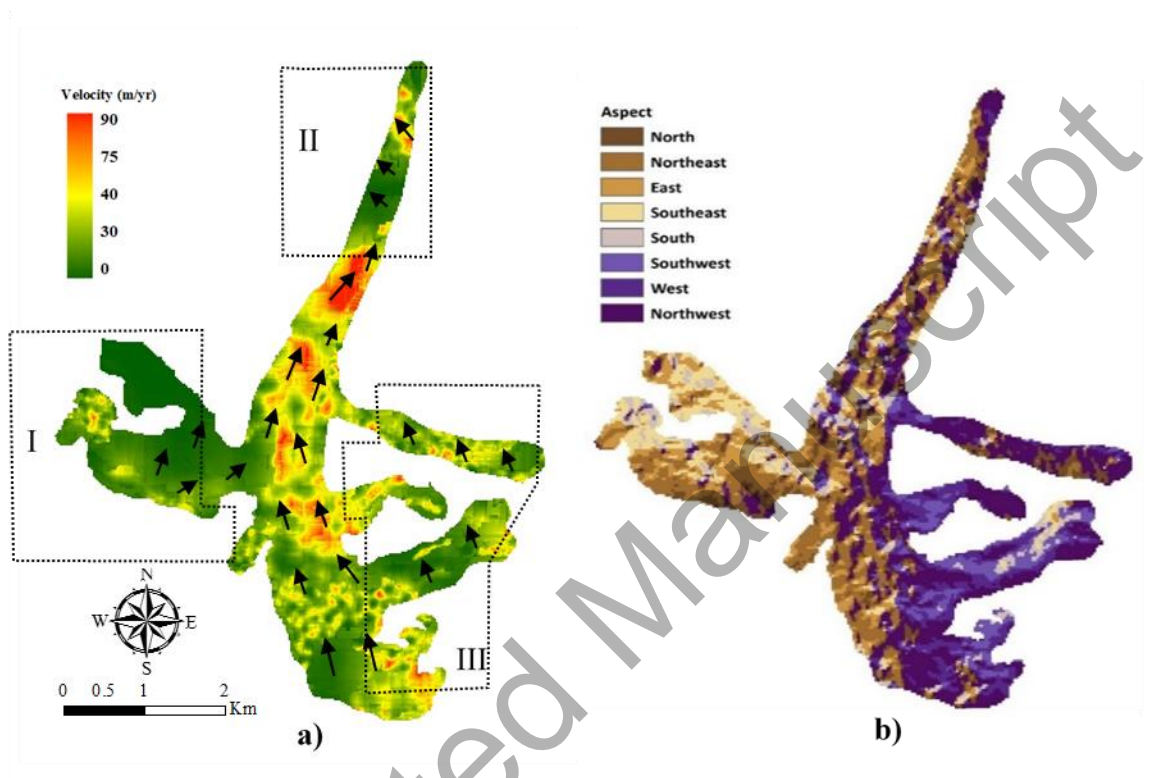 Velocity (m/yr)
90
75
40
30
0
I
II
III
N
W
E
S
0 0.5 1 2
Km
a)
Aspect
North
Northeast
East
Southeast
South
Southwest
West
Northwest
b)
ted Manuscript